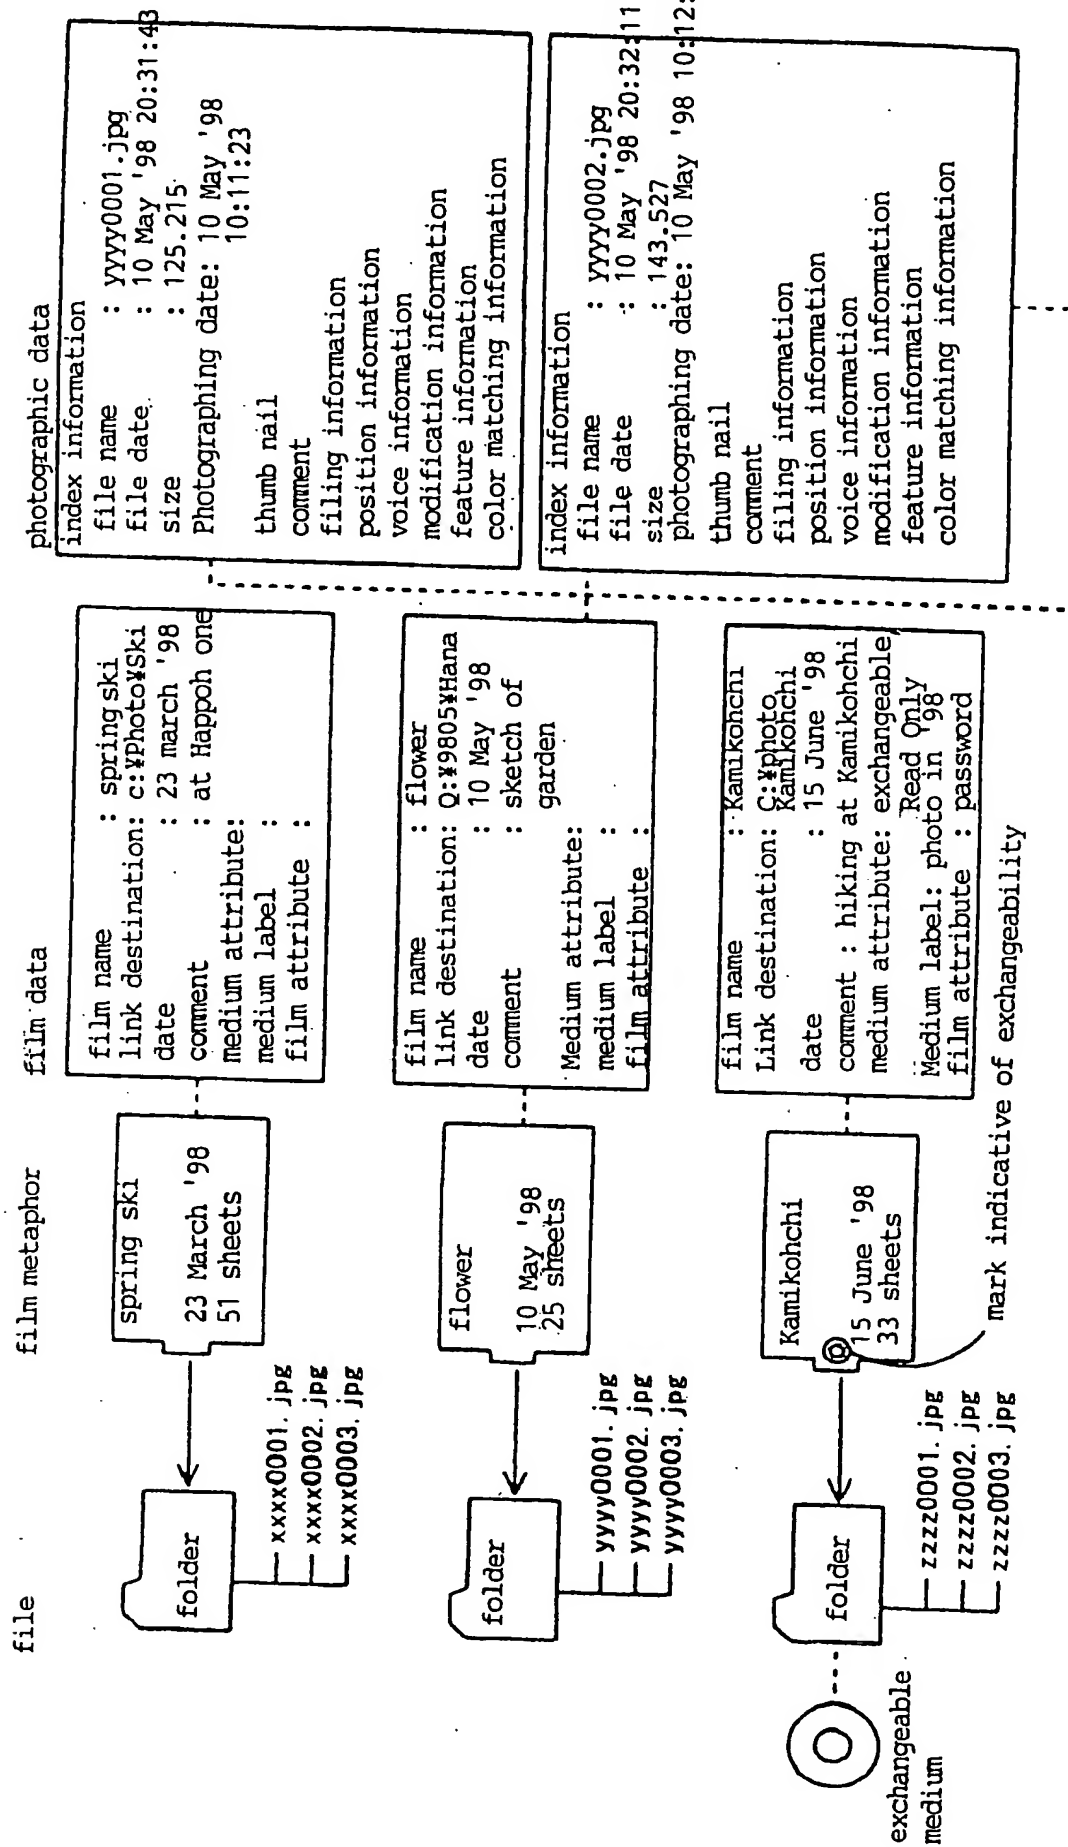 file
film metaphor
film data
photographic data
folder
xxxx0001.jpg
xxxx0002.jpg
xxxx0003.jpg
spring ski
23 March '98
51 sheets
film name : spring ski
link destination: c:¥Photo¥Ski
date : 23 march '98
comment : at Happoh one
medium attribute:
medium label :
film attribute :
index information
file name : yyyy0001.jpg
file date : 10 May '98 20:31:43
size : 125.215
Photographing date: 10 May '98
10:11:23
thumb nail
comment
filing information
position information
voice information
modification information
feature information
color matching information
folder
yyyy0001.jpg
yyyy0002.jpg
yyyy0003.jpg
flower
10 May '98
25 sheets
film name : flower
link destination: Q:¥9805¥Hana
date : 10 May '98
comment : sketch of
garden
Medium attribute:
medium label :
film attribute :
index information
file name : yyyy0002.jpg
file date : 10 May '98 20:32:11
size : 143.527
photographing date: 10 May '98 10:12:
thumb nail
comment
filing information
position information
voice information
modification information
feature information
color matching information
exchangeable
medium
folder
zzzz0001.jpg
zzzz0002.jpg
zzzz0003.jpg
Kamikohchi
15 June '98
33 sheets
mark indicative of exchangeability
film name : Kamikohchi
Link destination: C:¥photo
Kamikohchi
date : 15 June '98
comment : hiking at Kamikohchi
medium attribute: exchangeable,
Read Only
Medium label: photo in '98
film attribute : password